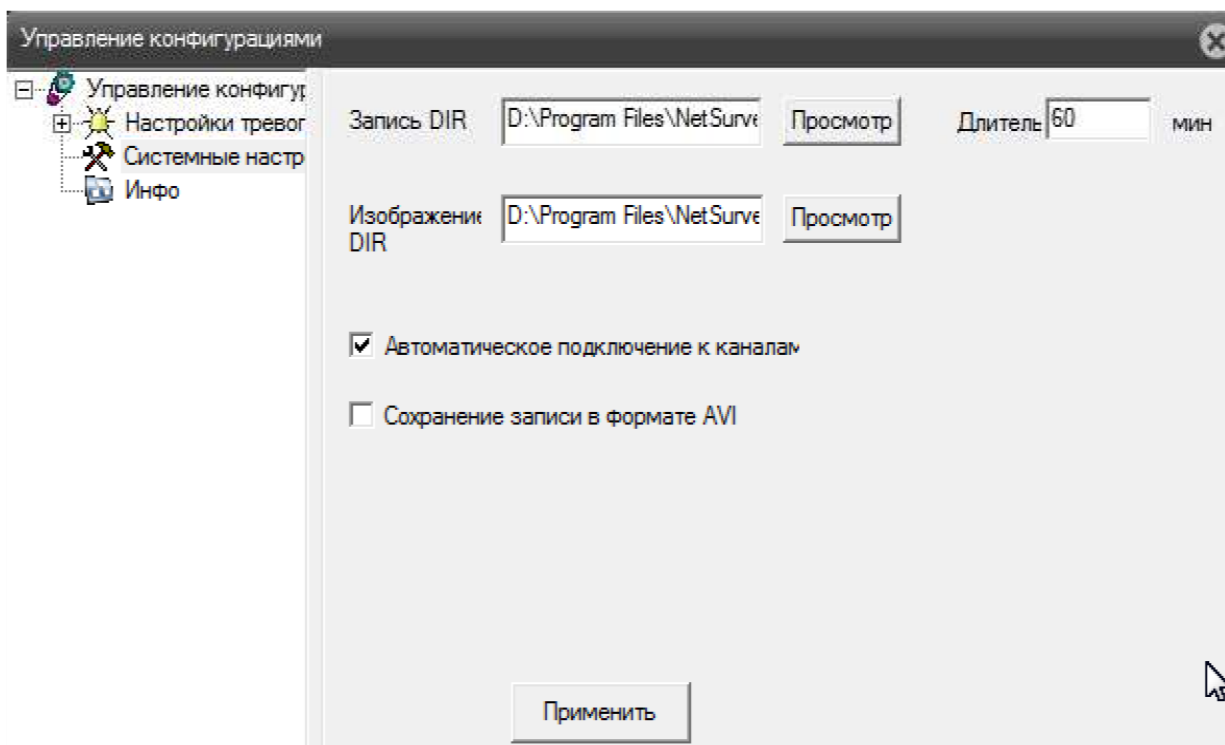 Управление конфигурациями
Управление конфигур
Настройки тревог
Системные настр
Инфо
Запись DIR D:\Program Files\NetSurve Просмотр Длитель 60 мин
Изображение DIR D:\Program Files\NetSurve Просмотр
Автоматическое подключение к каналам
Сохранение записи в формате AVI
Применить